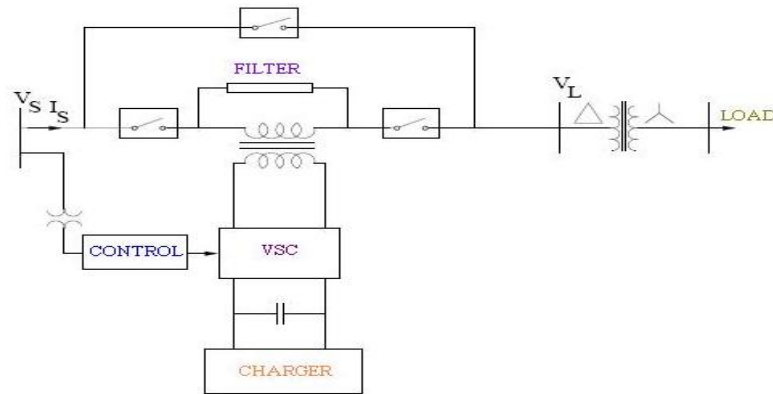 FILTER
V_S I_S
V_L
LOAD
CONTROL
VSC
CHARGER